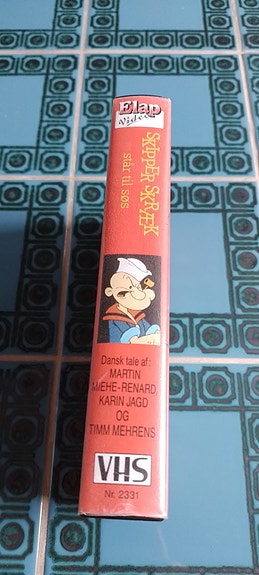 Elap
Video
SKIPPER SKRÆK
står til søs
Dansk tale af:
MARTIN
MIEHE-RENARD,
KARIN JAGD
OG
TIMM MEHRENS
VHS
Nr. 2331